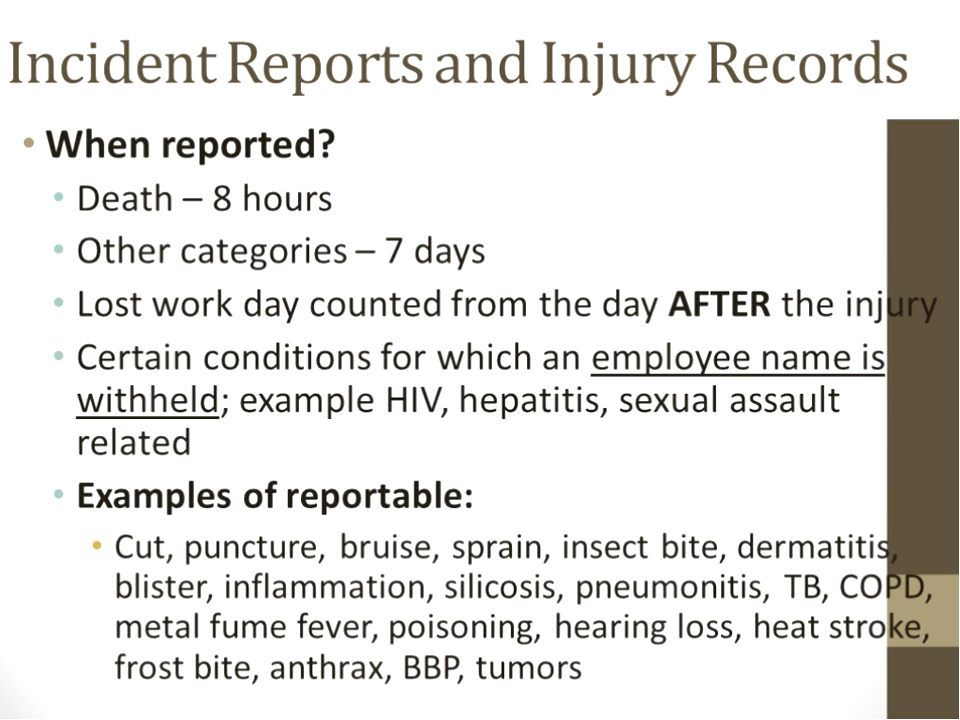 Incident Reports and Injury Records
• When reported?
• Death – 8 hours
• Other categories – 7 days
• Lost work day counted from the day AFTER the injury
• Certain conditions for which an employee name is
withheld; example HIV, hepatitis, sexual assault
related
• Examples of reportable:
• Cut, puncture, bruise, sprain, insect bite, dermatitis,
blister, inflammation, silicosis, pneumonitis, TB, COPD,
metal fume fever, poisoning, hearing loss, heat stroke,
frost bite, anthrax, BBP, tumors